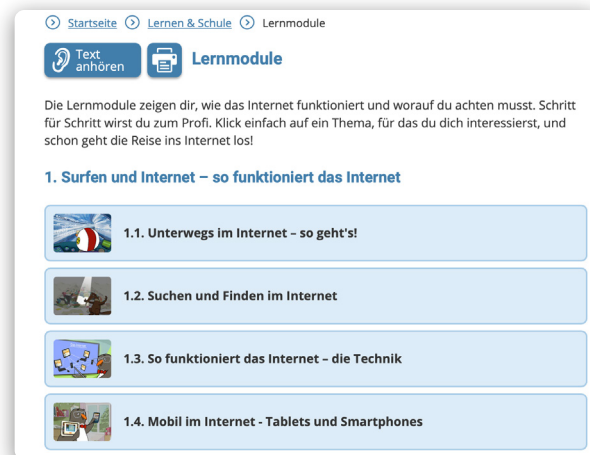 Startseite Lernen & Schule Lernmodule
Text
anhören
Lernmodule
Die Lernmodule zeigen dir, wie das Internet funktioniert und worauf du achten musst. Schritt
für Schritt wirst du zum Profi. Klick einfach auf ein Thema, für das du dich interessierst, und
schon geht die Reise ins Internet los!
1. Surfen und Internet – so funktioniert das Internet
1.1. Unterwegs im Internet – so geht's!
1.2. Suchen und Finden im Internet
1.3. So funktioniert das Internet – die Technik
1.4. Mobil im Internet - Tablets und Smartphones